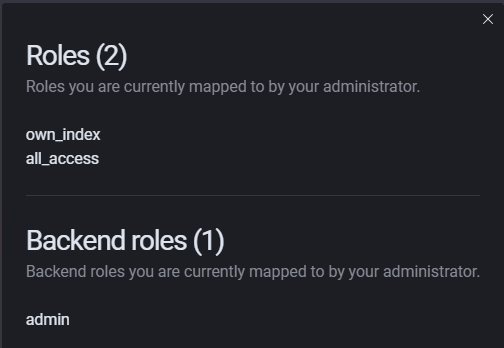 Roles (2)
Roles you are currently mapped to by your administrator.
own_index
all_access
Backend roles (1)
Backend roles you are currently mapped to by your administrator.
admin